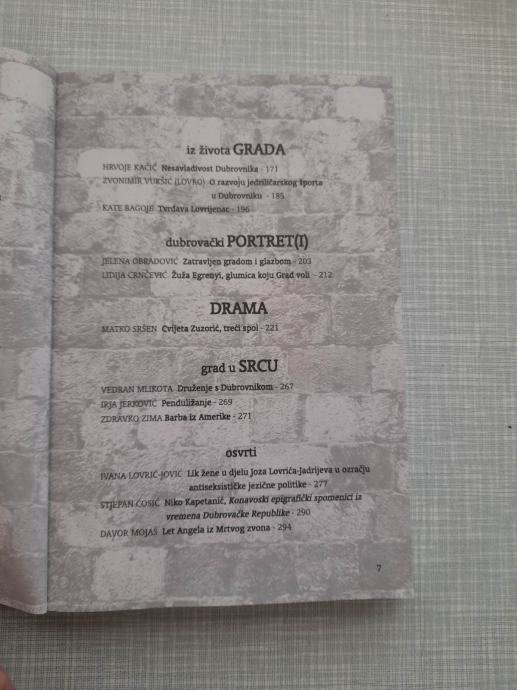 iz života GRADA
HRVOJE KAČIĆ Nesavladivost Dubrovnika - 171
ZVONIMIR VUKŠIĆ (LOVRO) O razvoju jedriličarskog športa
u Dubrovniku - 185
KATE BAGOJE Tvrđava Lovrijenac - 196
dubrovački PORTRET(I)
JELENA OBRADOVIĆ Zatravljen gradom i glazbom - 203
LIDIJA CRNČEVIĆ Žuža Egrenyi, glumica koju Grad voli - 212
DRAMA
MATKO SRŠEN Cvijeta Zuzorić, treći spol - 221
grad u SRCU
VEDRAN MLIKOTA Druženje s Dubrovnikom - 267
IRJA JERKOVIĆ Penduližanje - 269
ZDRAVKO ZIMA Barba iz Amerike - 271
osvrti
IVANA LOVRIĆ-JOVIĆ Lik žene u djelu Joza Lovrića-Jadrijeva u ozračju
antiseksističke jezične politike - 277
STJEPAN ĆOSIĆ Niko Kapetanić, Konavoski epigrafički spomenici iz
vremena Dubrovačke Republike - 290
DAVOR MOJAŠ Let Angela iz Mrtvog zvona - 294
7